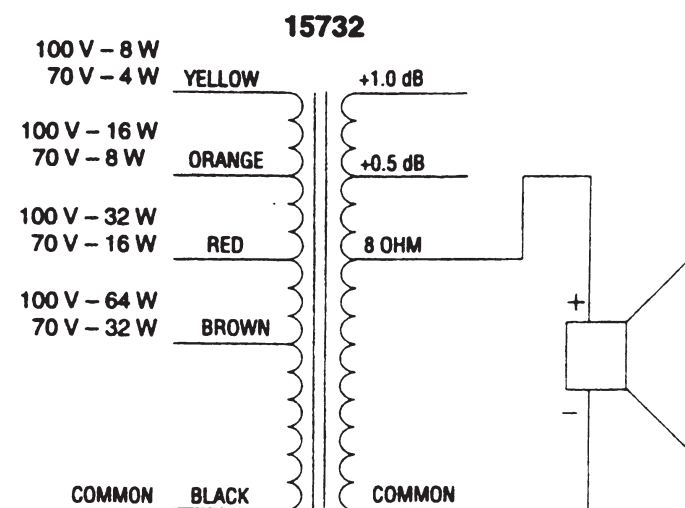 15732
100 V – 8 W
70 V – 4 W YELLOW +1.0 dB
100 V – 16 W
70 V – 8 W ORANGE +0.5 dB
100 V – 32 W
70 V – 16 W RED 8 OHM
100 V – 64 W
70 V – 32 W BROWN
+
–
COMMON BLACK COMMON